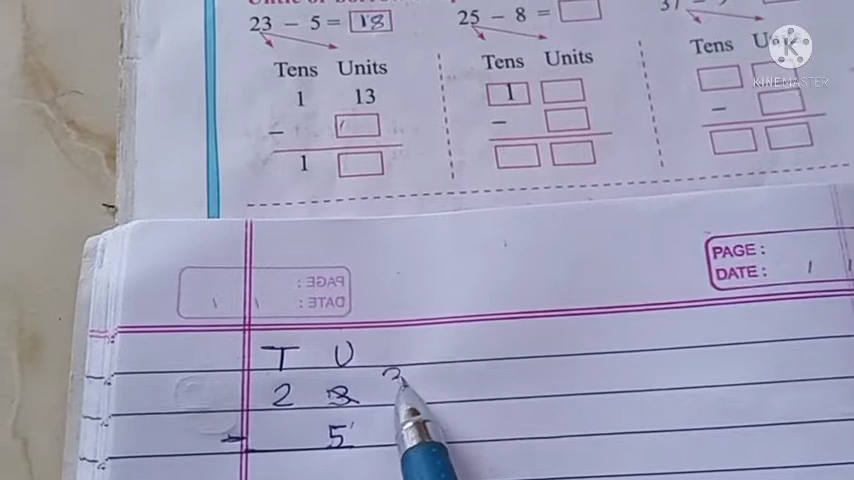 23 - 5 = 18
25 - 8 =
Tens Units
Tens Units
Tens
1 13
1
-
-
-
1
KINEMASTER
PAGE :
DATE : / /
PAGE :
DATE : / /
T U
2 3
- 5